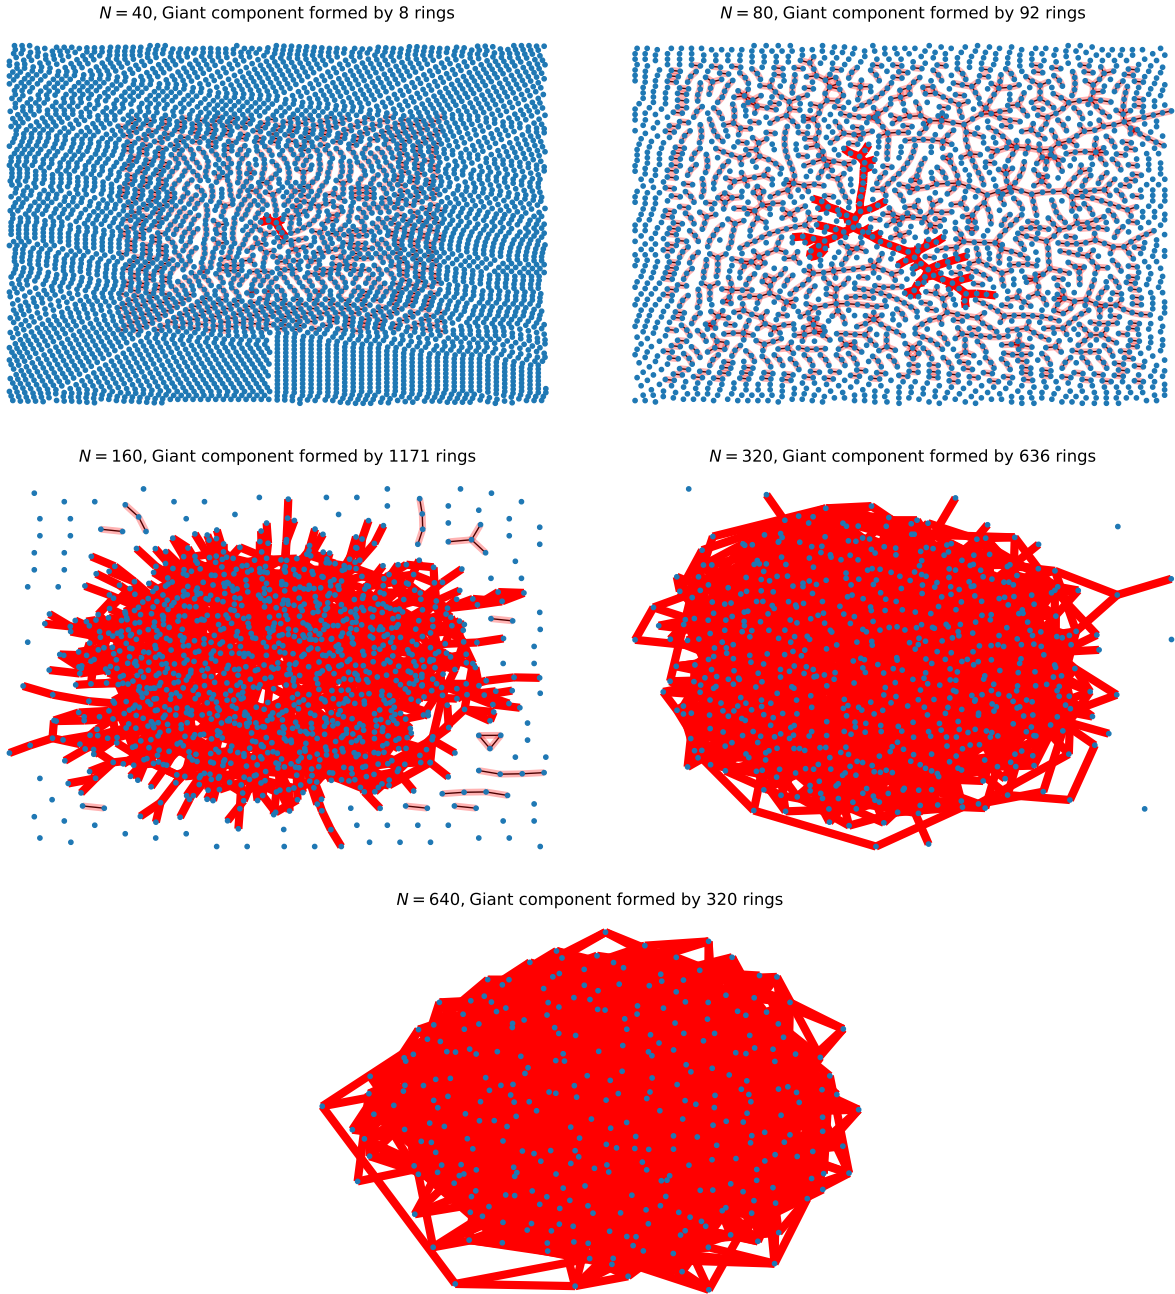 N = 40, Giant component formed by 8 rings
N = 80, Giant component formed by 92 rings
N = 160, Giant component formed by 1171 rings
N = 320, Giant component formed by 636 rings
N = 640, Giant component formed by 320 rings